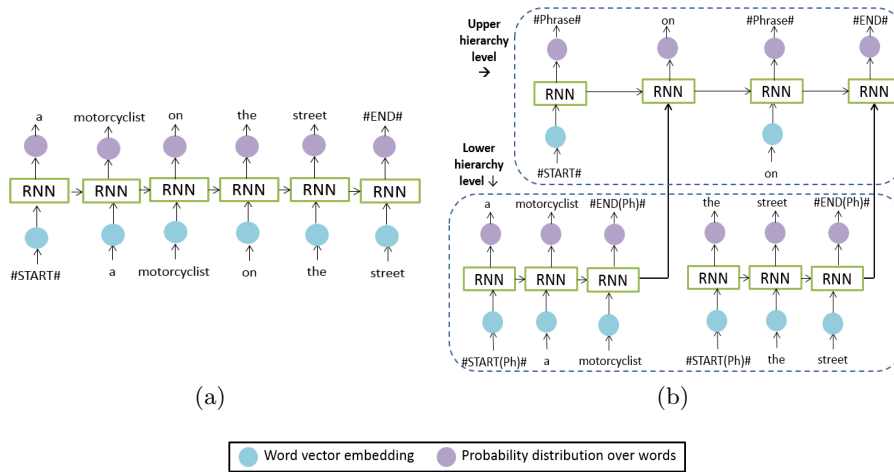 a motorcyclist on the street #END#
RNN RNN RNN RNN RNN RNN
#START# a motorcyclist on the street
(a)
Upper
hierarchy
level
#Phrase# on #Phrase# #END#
RNN RNN RNN RNN
#START# on
Lower
hierarchy
level
a motorcyclist #END(Ph)# the street #END(Ph)#
RNN RNN RNN RNN RNN RNN
#START(Ph)# a motorcyclist #START(Ph)# the street
(b)
Word vector embedding Probability distribution over words